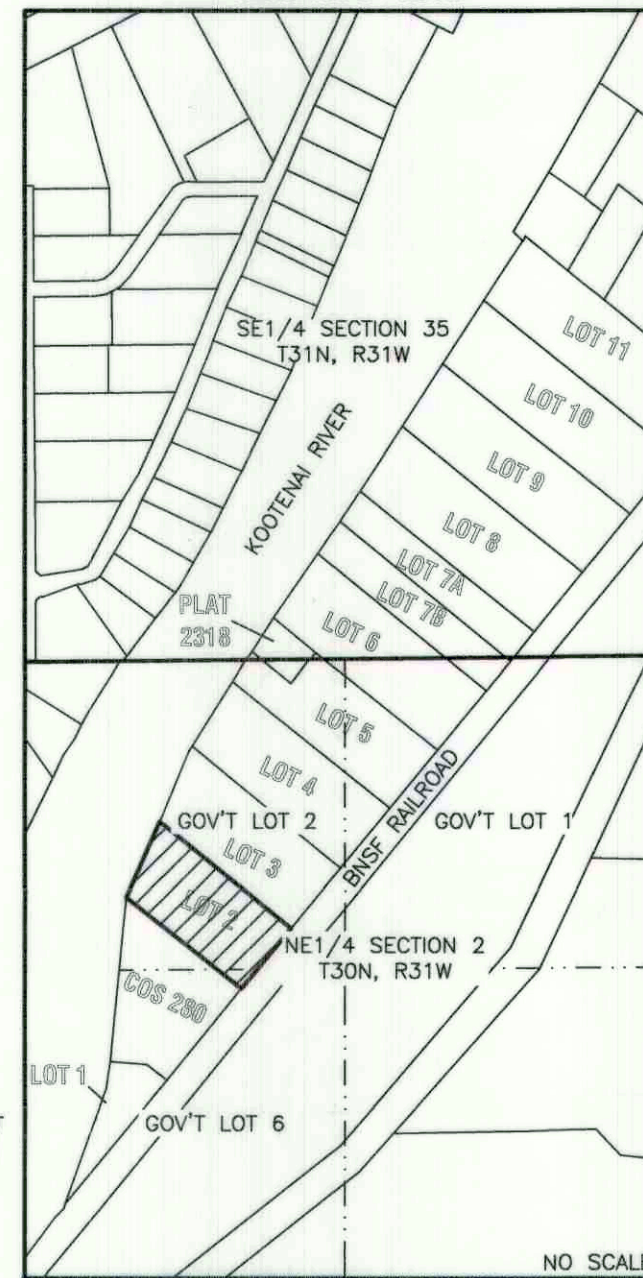 SE1/4 SECTION 35
T31N, R31W
LOT 11
LOT 10
LOT 9
LOT 8
LOT 7A
LOT 7B
KOOTENAI RIVER
PLAT
2318
LOT 6
LOT 5
LOT 4
BNSF RAILROAD
GOV'T LOT 2
GOV'T LOT 1
LOT 3
LOT 2
NE1/4 SECTION 2
T30N, R31W
COS 280
LOT 1
GOV'T LOT 6
NO SCALE